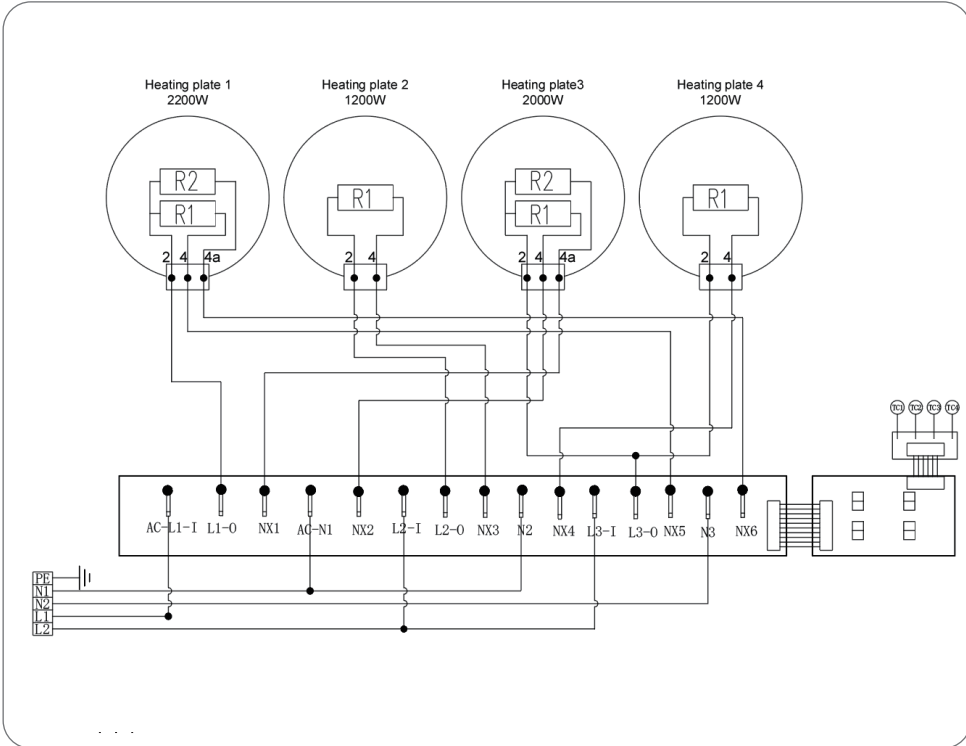 Heating plate 1
2200W
Heating plate 2
1200W
Heating plate3
2000W
Heating plate 4
1200W
R2
R1
R1
R2
R1
R1
2 4 4a
2 4
2 4 4a
2 4
TC1 TC2 TC3 TC4
AC-L1-I L1-O NX1 AC-N1 NX2 L2-I L2-O NX3 N2 NX4 L3-I L3-O NX5 N3 NX6
PE
N1
N2
L1
L2